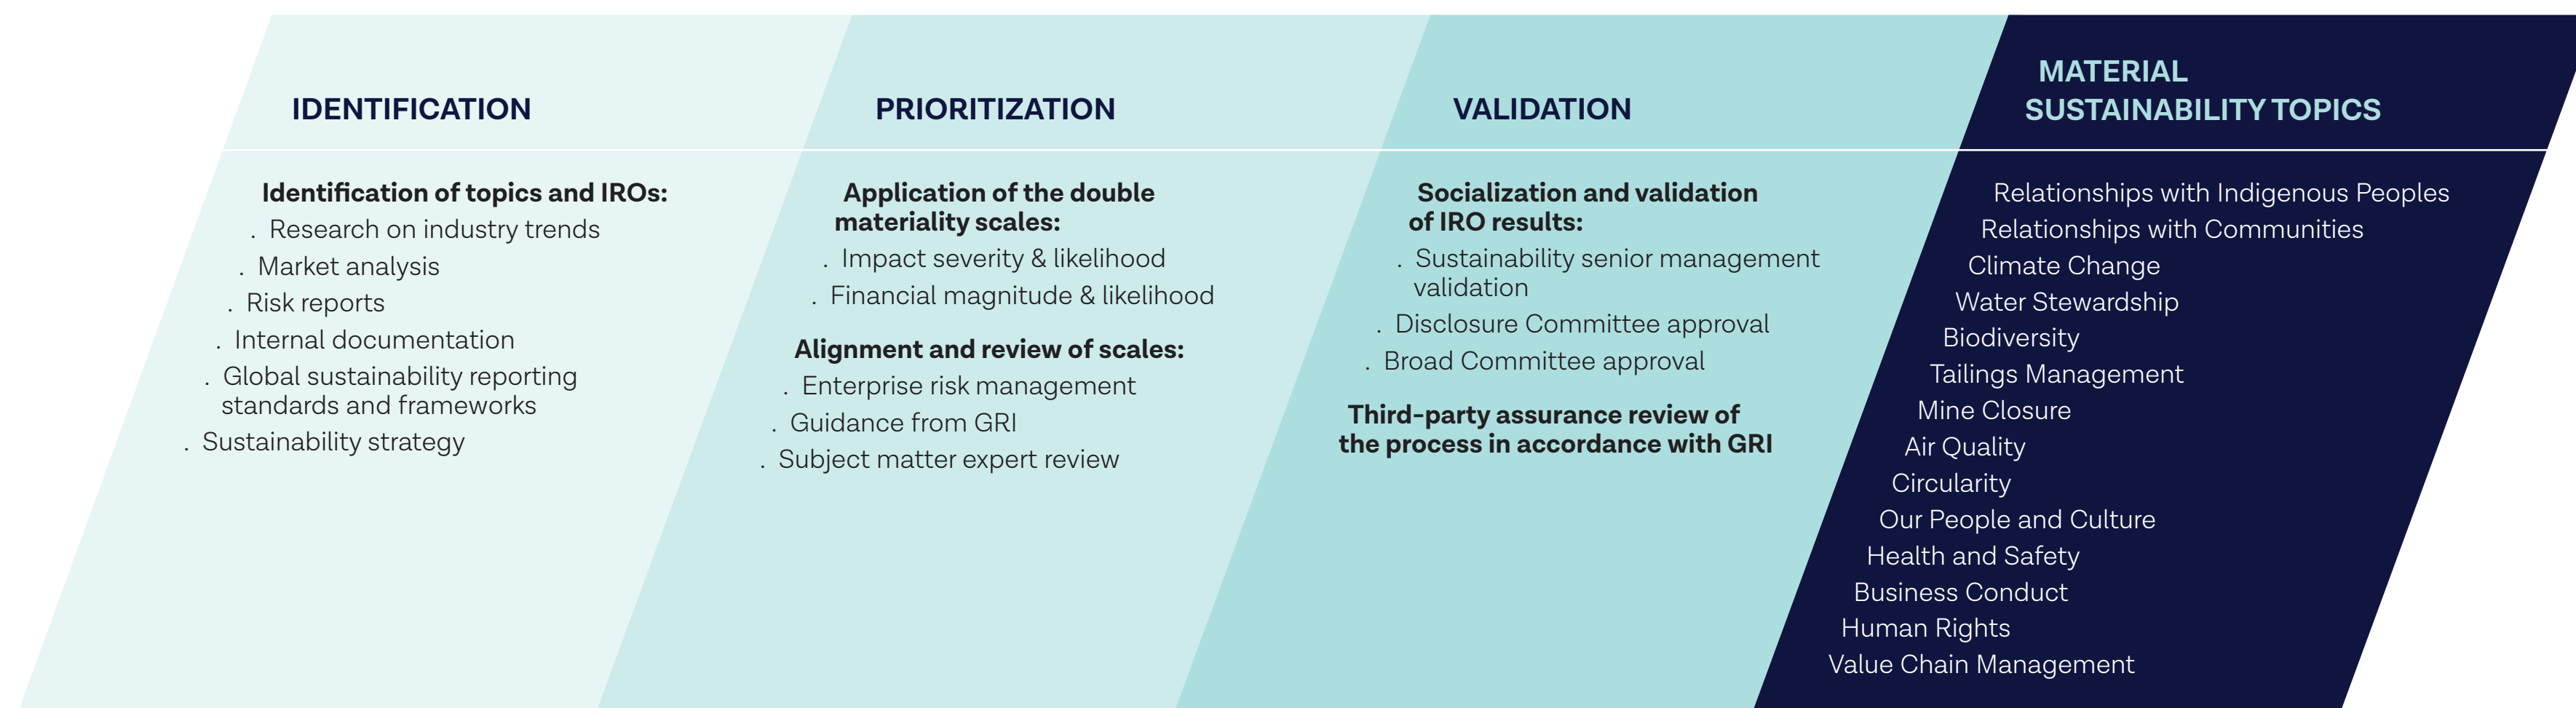 IDENTIFICATION
Identification of topics and IROs:
. Research on industry trends
. Market analysis
. Risk reports
. Internal documentation
. Global sustainability reporting
standards and frameworks
. Sustainability strategy
PRIORITIZATION
Application of the double
materiality scales:
. Impact severity & likelihood
. Financial magnitude & likelihood
Alignment and review of scales:
. Enterprise risk management
. Guidance from GRI
. Subject matter expert review
VALIDATION
Socialization and validation
of IRO results:
. Sustainability senior management
validation
. Disclosure Committee approval
. Broad Committee approval
Third-party assurance review of
the process in accordance with GRI
MATERIAL
SUSTAINABILITY TOPICS
Relationships with Indigenous Peoples
Relationships with Communities
Climate Change
Water Stewardship
Biodiversity
Tailings Management
Mine Closure
Air Quality
Circularity
Our People and Culture
Health and Safety
Business Conduct
Human Rights
Value Chain Management